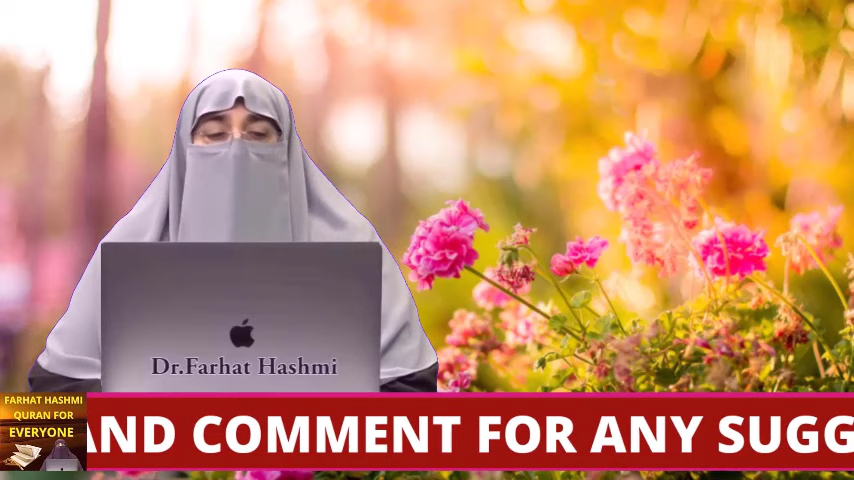 Dr.Farhat Hashmi
FARHAT HASHMI
QURAN FOR
EVERYONE
AND COMMENT FOR ANY SUGG